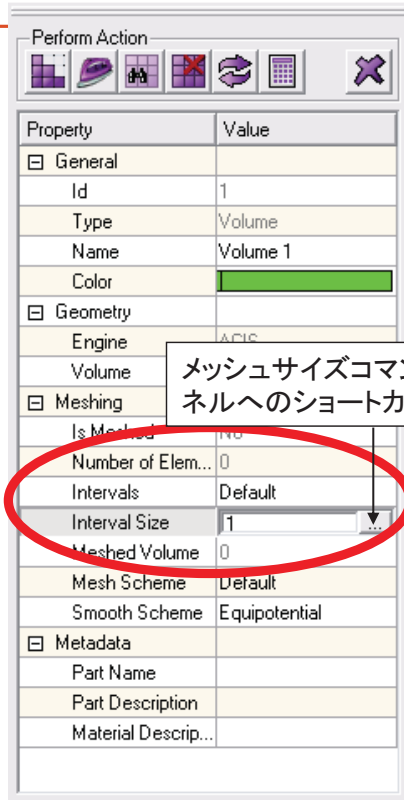 Perform Action
Property Value
General
Id 1
Type Volume
Name Volume 1
Color
Geometry
Engine ACIS
Volume
メッシュサイズコマン
ネルへのショートカ
Meshing
Is Meshed No
Number of Elem... 0
Intervals Default
Interval Size 1 ...
Meshed Volume 0
Mesh Scheme Default
Smooth Scheme Equipotential
Metadata
Part Name
Part Description
Material Descrip...